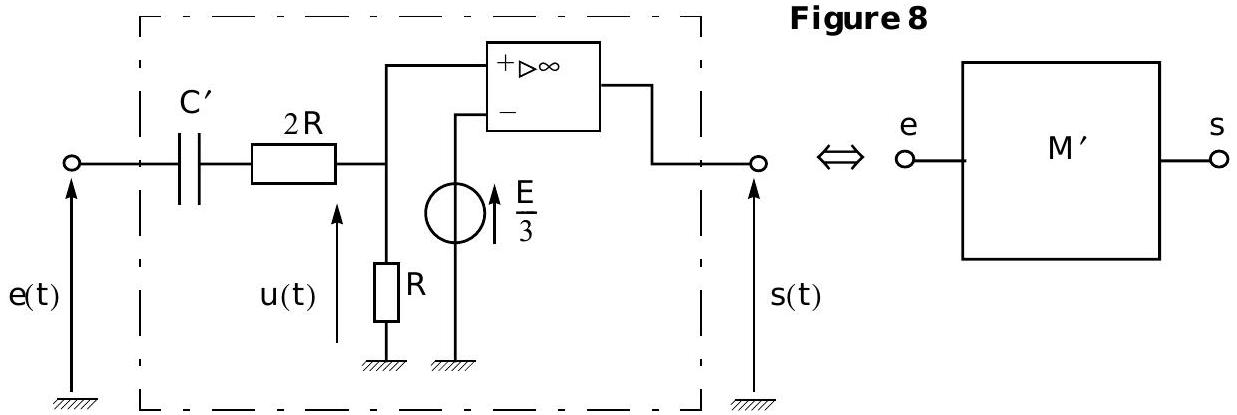 Figure 8
C′
2R
+ ▷∞
−
E
3
R
e(t)
u(t)
s(t)
⇔
e
M′
s